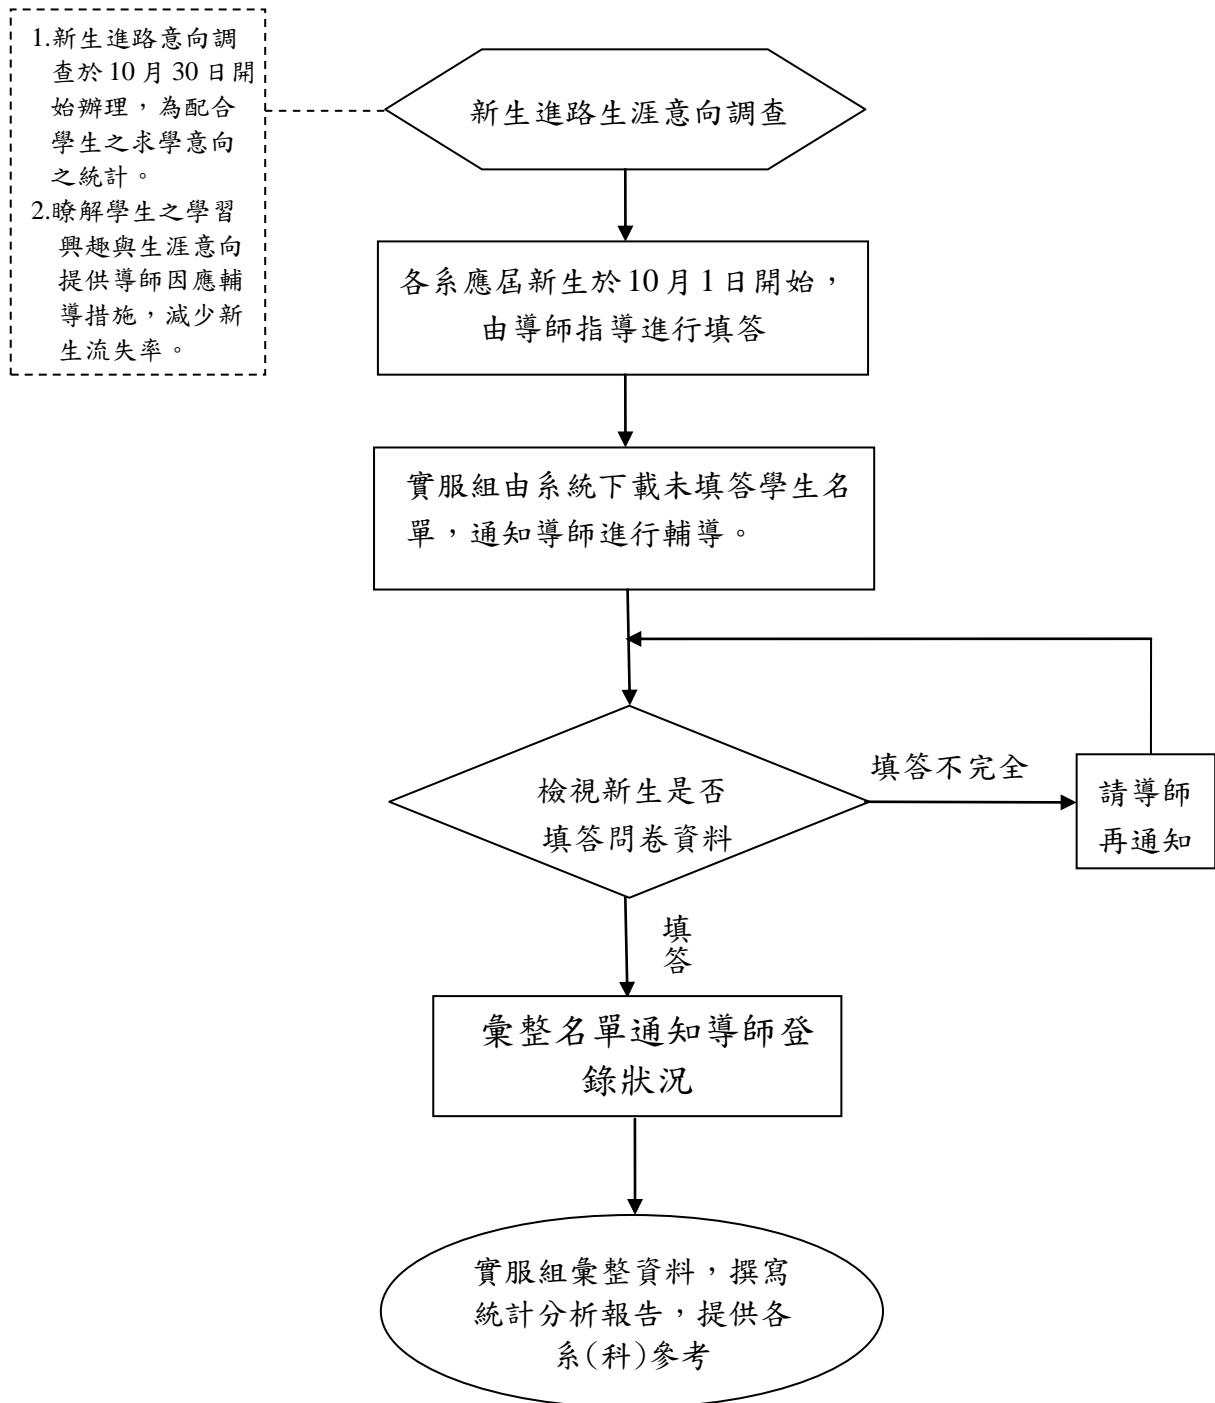 1.新生進路意向調
查於 10 月 30 日開
始辦理，為配合
學生之求學意向
之統計。
2.瞭解學生之學習
興趣與生涯意向
提供導師因應輔
導措施，減少新
生流失率。
新生進路生涯意向調查
各系應屆新生於 10 月 1 日開始，
由導師指導進行填答
實服組由系統下載未填答學生名
單，通知導師進行輔導。
檢視新生是否
填答問卷資料
填答不完全
請導師
再通知
填
答
彙整名單通知導師登
錄狀況
實服組彙整資料，撰寫
統計分析報告，提供各
系(科)參考